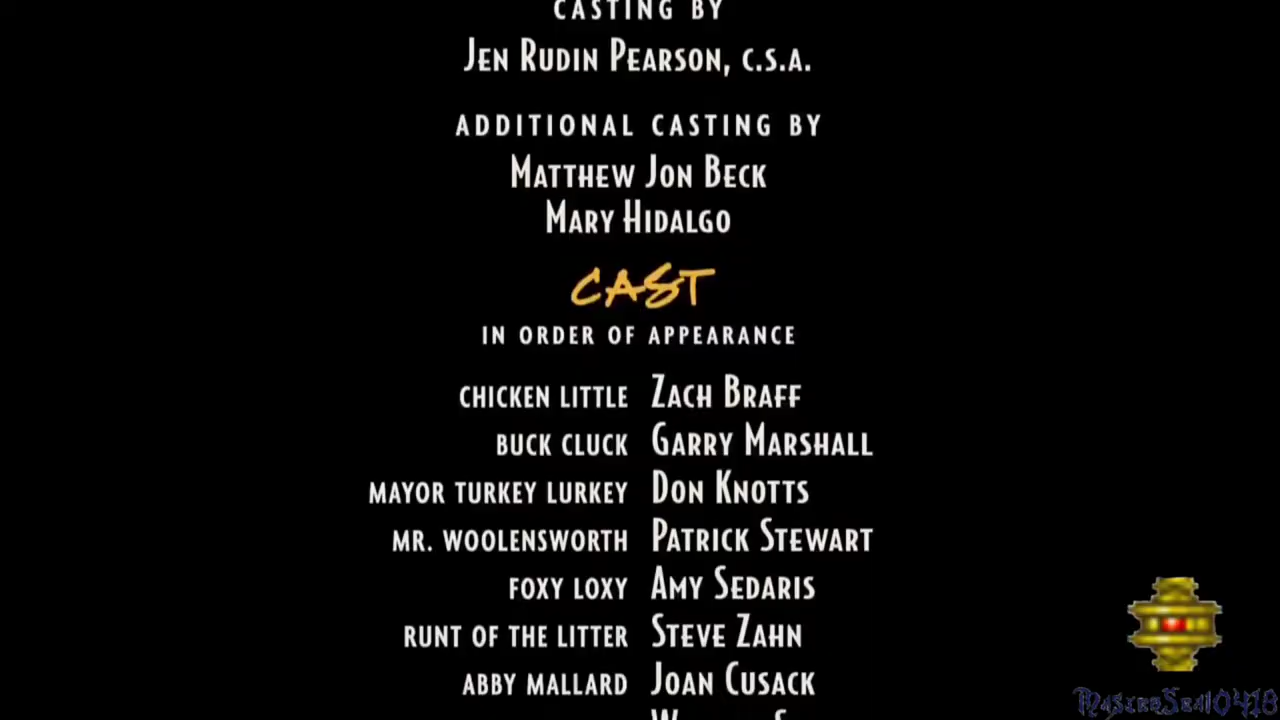 CASTING BY
JEN RUDIN PEARSON, C.S.A.
ADDITIONAL CASTING BY
MATTHEW JON BECK
MARY HIDALGO
CAST
IN ORDER OF APPEARANCE
CHICKEN LITTLE ZACH BRAFF
BUCK CLUCK GARRY MARSHALL
MAYOR TURKEY LURKEY DON KNOTTS
MR. WOOLENSWORTH PATRICK STEWART
FOXY LOXY AMY SEDARIS
RUNT OF THE LITTER STEVE ZAHN
ABBY MALLARD JOAN CUSACK